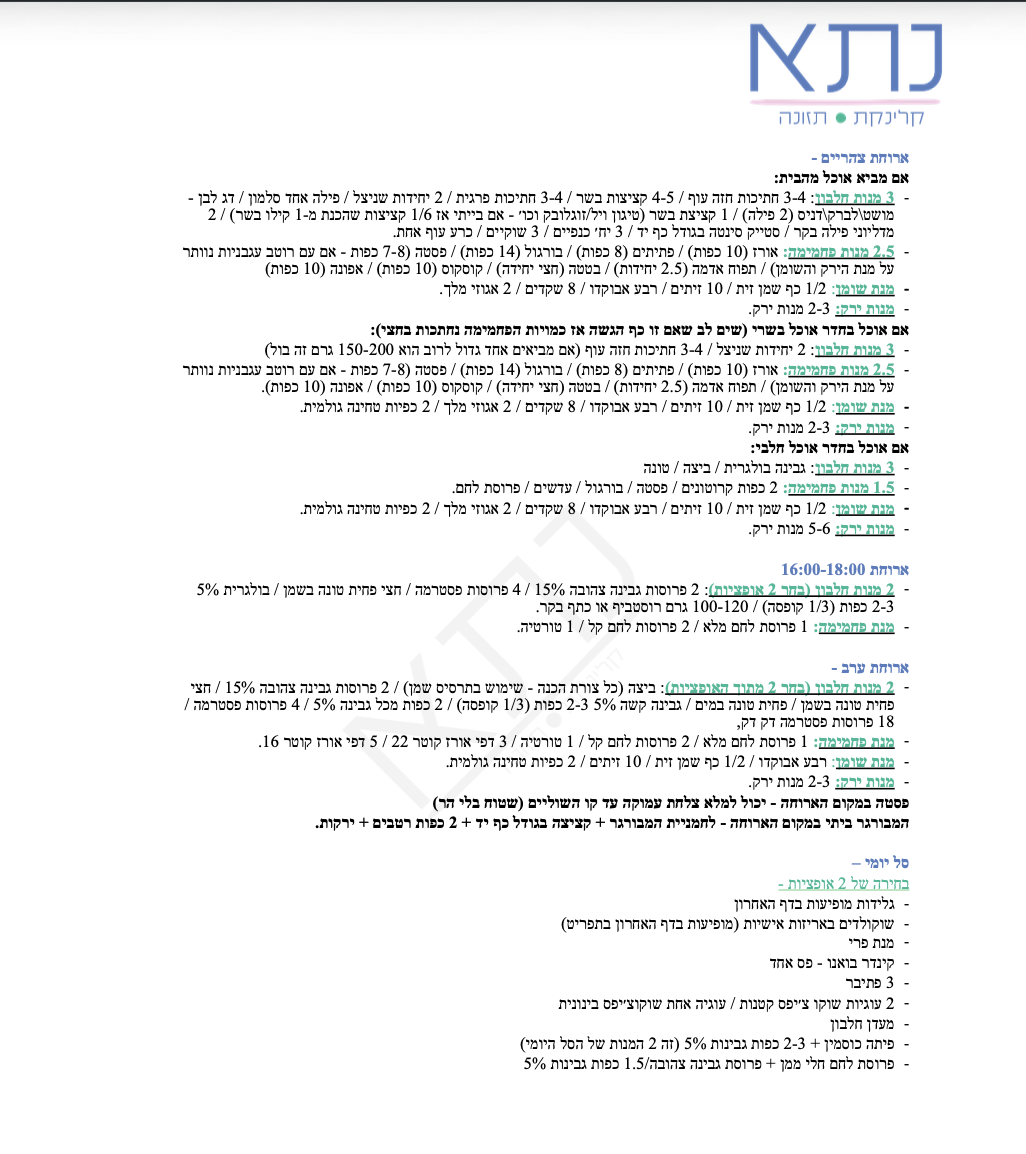 נתא
קלינקת • תזונה
ארוחת צהריים -
אם מביא אוכל מהבית:
- 3 מנות חלבון: 3-4 חתיכות חזה עוף / 4-5 קציצות בשר / 3-4 חתיכות פרגית / 2 יחידות שניצל / פילה אחד סלמון / דג לבן -
מושט\לברק\דניס (2 פילה) / 1 קציצת בשר (טיגון ויל/זוגלובק וכו׳ - אם בייתי אז 1/6 קציצות שהכנת מ-1 קילו בשר) / 2
מדליוני פילה בקר / סטייק סינטה בגודל כף יד / 3 יח׳ כנפיים / 3 שוקיים / כרע עוף אחת.
- 2.5 מנות פחמימה: אורז (10 כפות) / פתיתים (8 כפות) / בורגול (14 כפות) / פסטה (7-8 כפות - אם עם רוטב עגבניות נוותר
על מנת הירק והשומן) / תפוח אדמה (2.5 יחידות) / בטטה (חצי יחידה) / קוסקוס (10 כפות) / אפונה (10 כפות)
- מנת שומן: 1/2 כף שמן זית / 10 זיתים / רבע אבוקדו / 8 שקדים / 2 אגוזי מלך.
- מנות ירק: 2-3 מנות ירק.
אם אוכל בחדר אוכל בשרי (שים לב שאם זו כף הגשה אז כמויות הפחמימה נחתכות בחצי):
- 3 מנות חלבון: 2 יחידות שניצל / 3-4 חתיכות חזה עוף (אם מביאים אחד גדול לרוב הוא 150-200 גרם זה בול)
- 2.5 מנות פחמימה: אורז (10 כפות) / פתיתים (8 כפות) / בורגול (14 כפות) / פסטה (7-8 כפות - אם עם רוטב עגבניות נוותר
על מנת הירק והשומן) / תפוח אדמה (2.5 יחידות) / בטטה (חצי יחידה) / קוסקוס (10 כפות) / אפונה (10 כפות).
- מנת שומן: 1/2 כף שמן זית / 10 זיתים / רבע אבוקדו / 8 שקדים / 2 אגוזי מלך / 2 כפיות טחינה גולמית.
- מנות ירק: 2-3 מנות ירק.
אם אוכל בחדר אוכל חלבי:
- 3 מנות חלבון: גבינה בולגרית / ביצה / טונה
- 1.5 מנות פחמימה: 2 כפות קרוטונים / פסטה / בורגול / עדשים / פרוסת לחם.
- מנת שומן: 1/2 כף שמן זית / 10 זיתים / רבע אבוקדו / 8 שקדים / 2 אגוזי מלך / 2 כפיות טחינה גולמית.
- מנות ירק: 5-6 מנות ירק.
ארוחת 16:00-18:00
- 2 מנות חלבון (בחר 2 אופציות): 2 פרוסות גבינה צהובה 15% / 4 פרוסות פסטרמה / חצי פחית טונה בשמן / בולגרית 5%
2-3 כפות (1/3 קופסה) / 100-120 גרם רוסטביף או כתף בקר.
- מנת פחמימה: 1 פרוסת לחם מלא / 2 פרוסות לחם קל / 1 טורטיה.
ארוחת ערב -
- 2 מנות חלבון (בחר 2 מתוך האופציות): ביצה (כל צורת הכנה - שימוש בתרסיס שמן) / 2 פרוסות גבינה צהובה 15% / חצי
פחית טונה בשמן / פחית טונה במים / גבינה קשה 5% 2-3 כפות (1/3 קופסה) / 2 כפות מכל גבינה 5% / 4 פרוסות פסטרמה /
18 פרוסות פסטרמה דק דק,
- מנת פחמימה: 1 פרוסת לחם מלא / 2 פרוסות לחם קל / 1 טורטיה / 3 דפי אורז קוטר 22 / 5 דפי אורז קוטר 16.
- מנת שומן: רבע אבוקדו / 1/2 כף שמן זית / 10 זיתים / 2 כפיות טחינה גולמית.
- מנות ירק: 2-3 מנות ירק.
פסטה במקום הארוחה - יכול למלא צלחת עמוקה עד קו השוליים (שטוח בלי הר)
המבורגר ביתי במקום הארוחה - לחמניית המבורגר + קציצה בגודל כף יד + 2 כפות רטבים + ירקות.
סל יומי –
בחירה של 2 אופציות -
- גלידות מופיעות בדף האחרון
- שוקולדים באריזות אישיות (מופיעות בדף האחרון בתפריט)
- מנת פרי
- קינדר בואנו - פס אחד
- 3 פתיבר
- 2 עוגיות שוקו צ׳יפס קטנות / עוגיה אחת שוקוצ׳יפס בינונית
- מעדן חלבון
- פיתה כוסמין + 2-3 כפות גבינות 5% (זה 2 המנות של הסל היומי)
- פרוסת לחם חלי ממן + פרוסת גבינה צהובה/1.5 כפות גבינות 5%